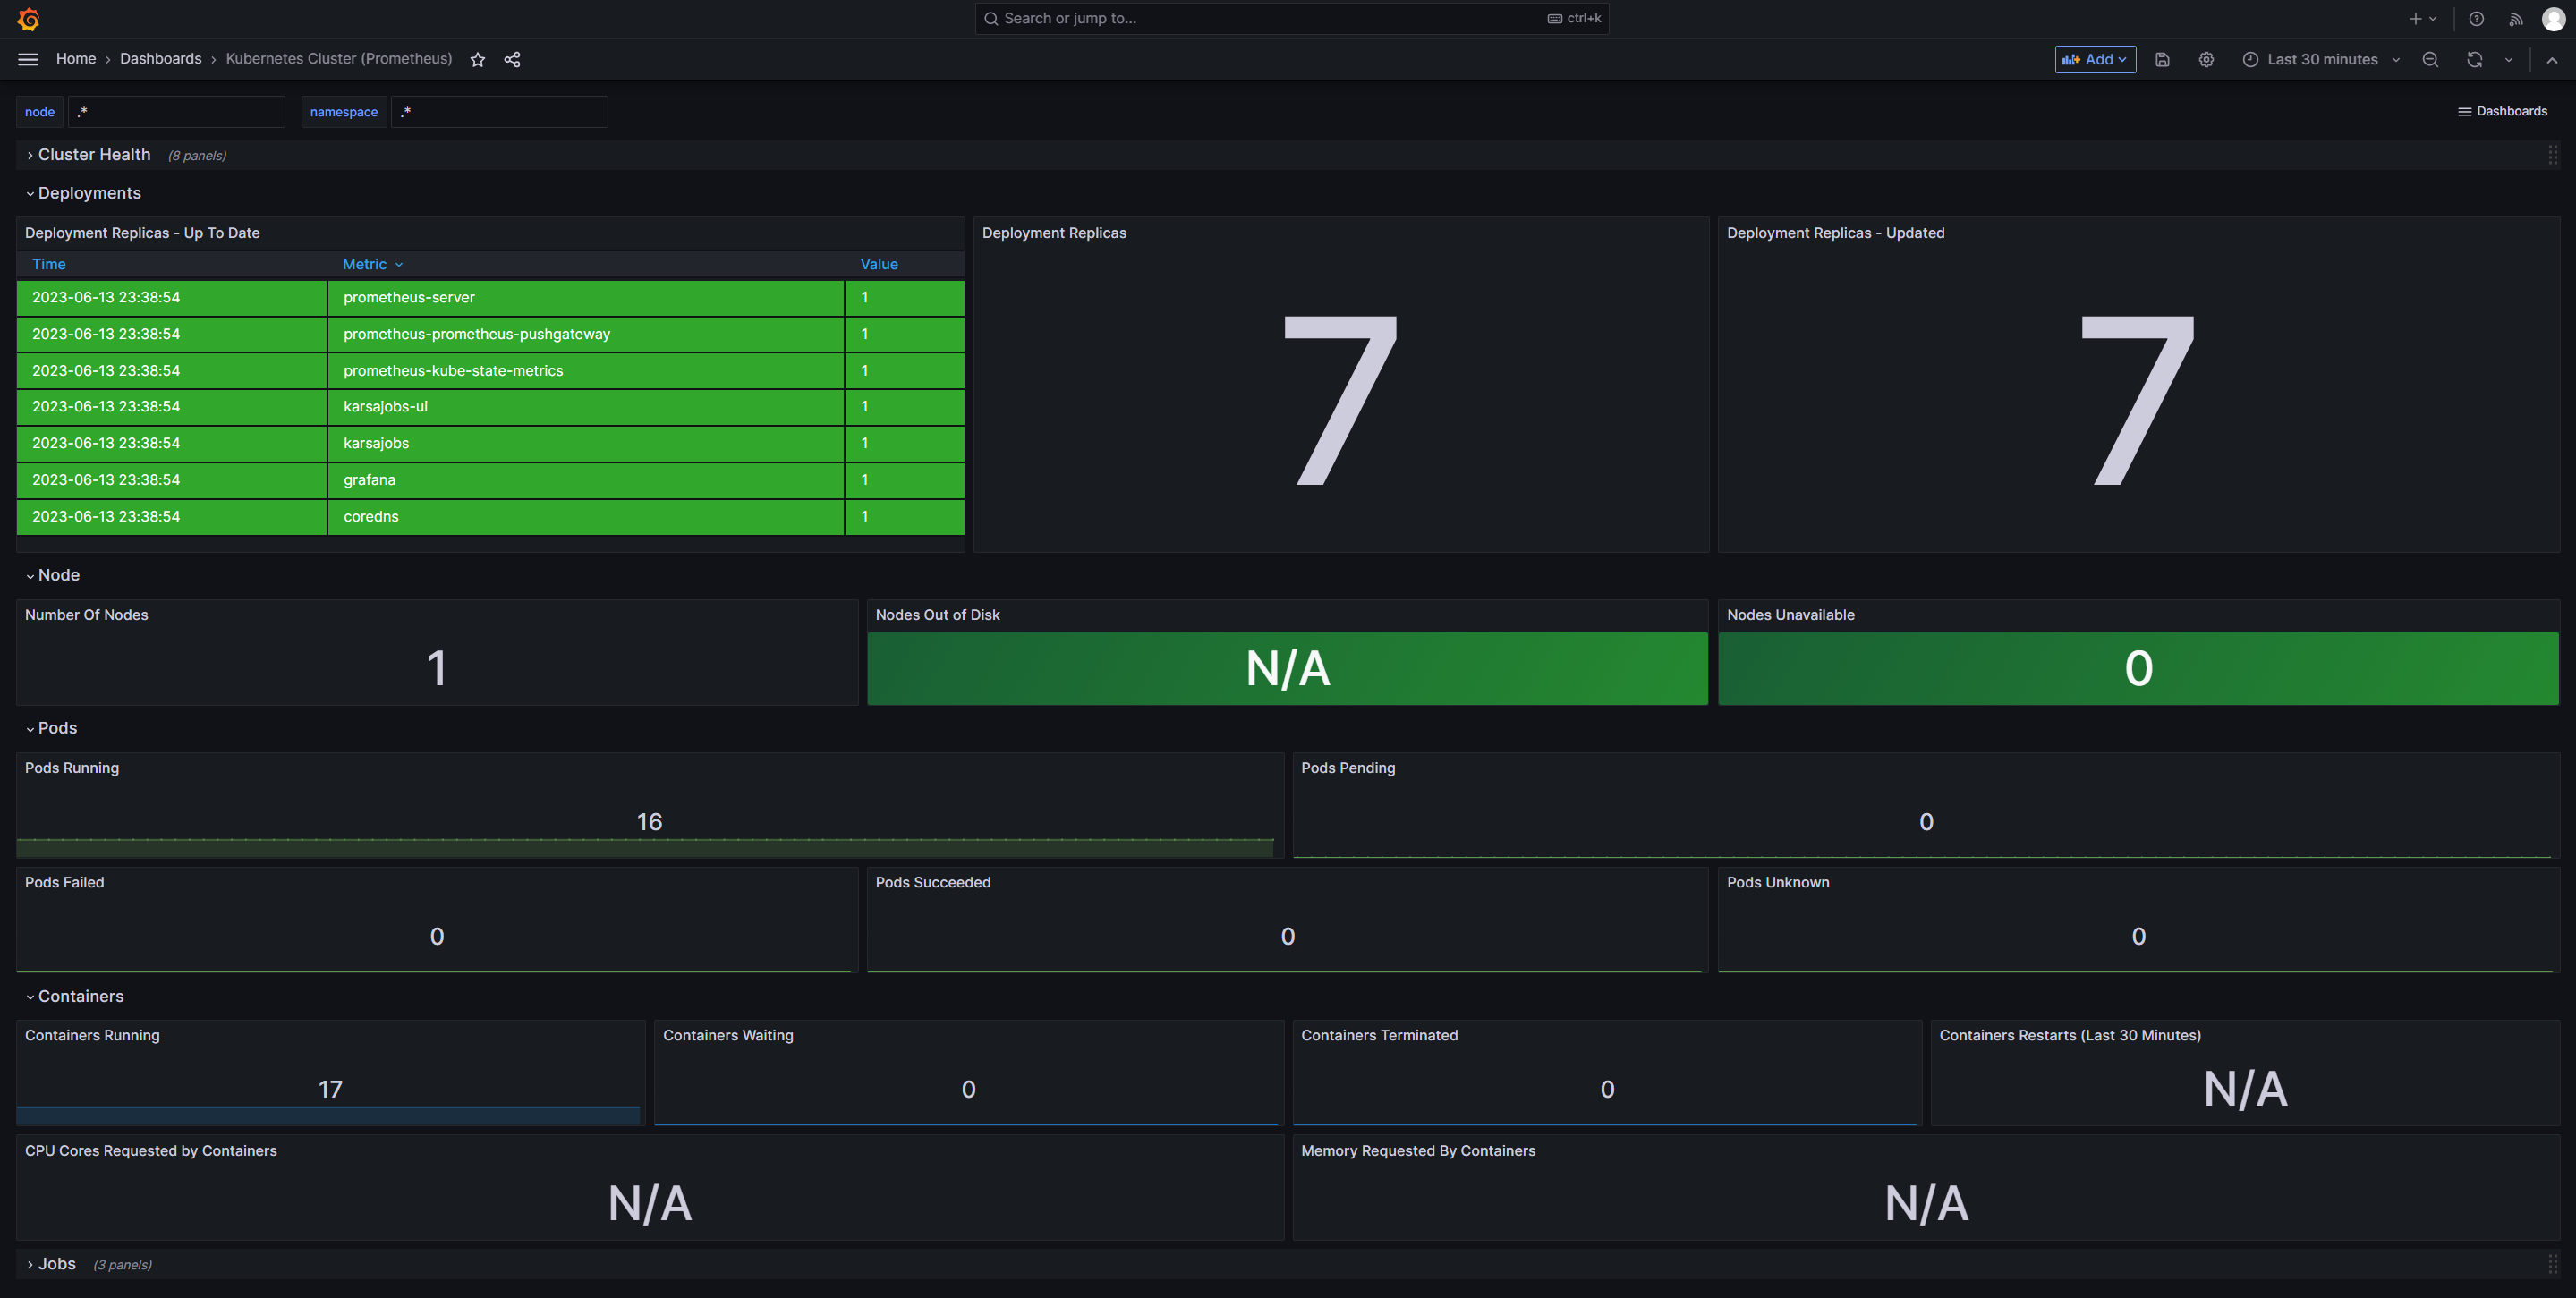 Search or jump to...
ctrl+k
Home › Dashboards › Kubernetes Cluster (Prometheus)
Add
Last 30 minutes
node .* namespace .*
Dashboards
Cluster Health (8 panels)
Deployments
Deployment Replicas - Up To Date
Time Metric Value
2023-06-13 23:38:54 prometheus-server 1
2023-06-13 23:38:54 prometheus-prometheus-pushgateway 1
2023-06-13 23:38:54 prometheus-kube-state-metrics 1
2023-06-13 23:38:54 karsajobs-ui 1
2023-06-13 23:38:54 karsajobs 1
2023-06-13 23:38:54 grafana 1
2023-06-13 23:38:54 coredns 1
Deployment Replicas
7
Deployment Replicas - Updated
7
Node
Number Of Nodes
1
Nodes Out of Disk
N/A
Nodes Unavailable
0
Pods
Pods Running
16
Pods Pending
0
Pods Failed
0
Pods Succeeded
0
Pods Unknown
0
Containers
Containers Running
17
Containers Waiting
0
Containers Terminated
0
Containers Restarts (Last 30 Minutes)
N/A
CPU Cores Requested by Containers
N/A
Memory Requested By Containers
N/A
Jobs (3 panels)